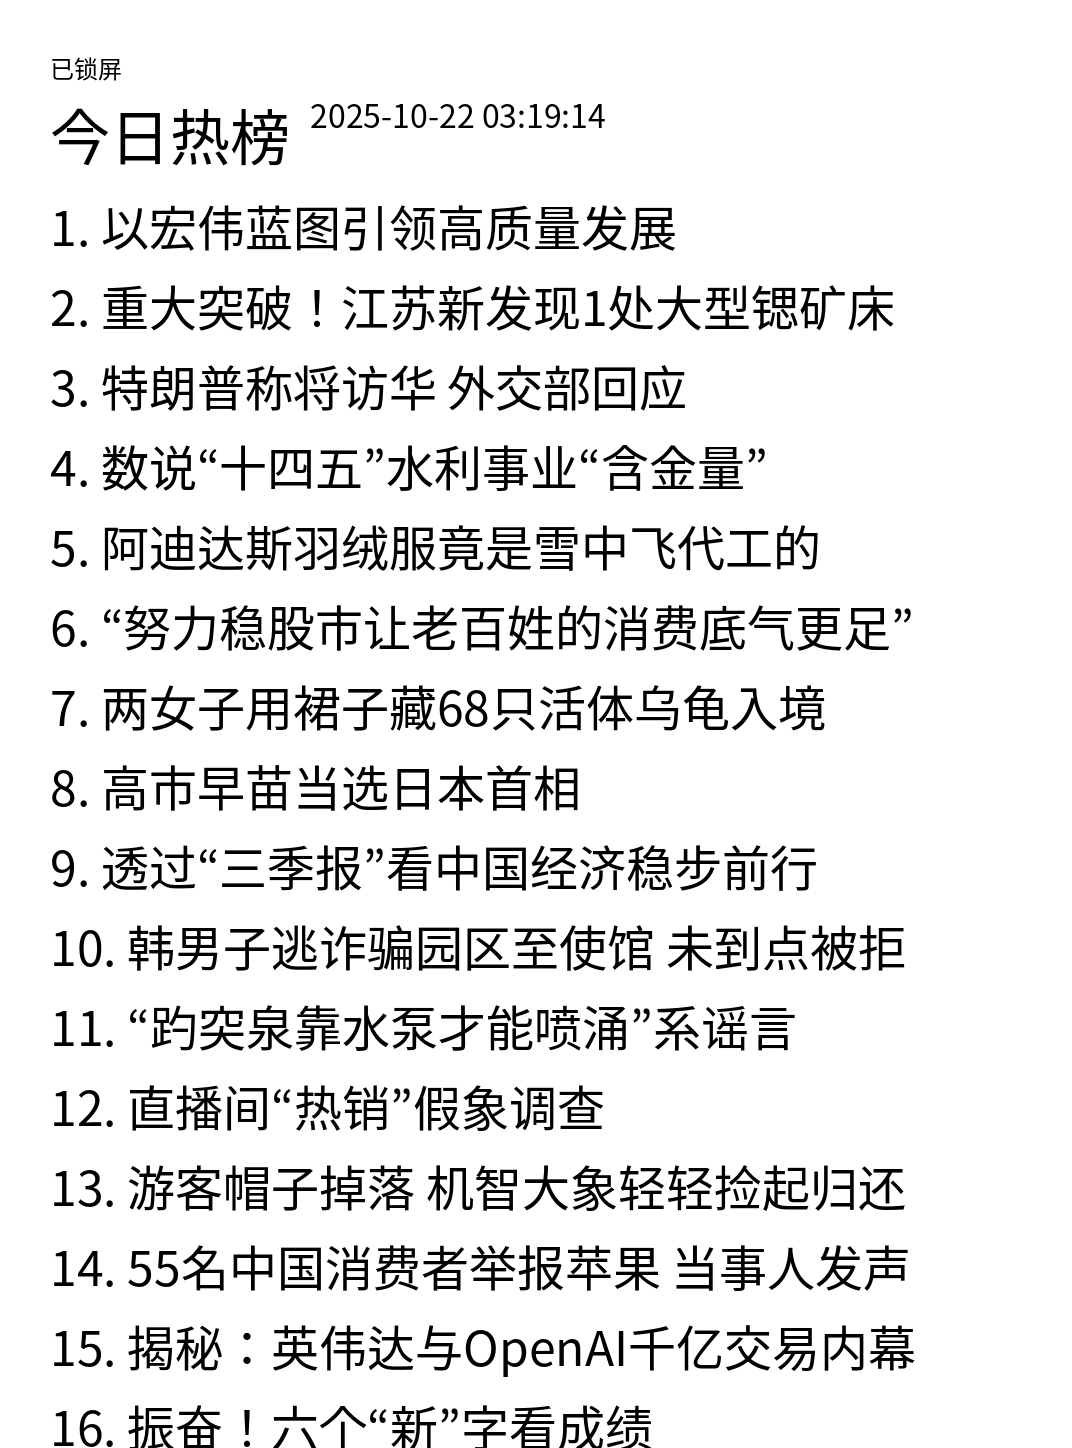 已锁屏
今日热榜 2025-10-22 03:19:14
1. 以宏伟蓝图引领高质量发展
2. 重大突破！江苏新发现1处大型锶矿床
3. 特朗普称将访华 外交部回应
4. 数说“十四五”水利事业“含金量”
5. 阿迪达斯羽绒服竟是雪中飞代工的
6. “努力稳股市让老百姓的消费底气更足”
7. 两女子用裙子藏68只活体乌龟入境
8. 高市早苗当选日本首相
9. 透过“三季报”看中国经济稳步前行
10. 韩男子逃诈骗园区至使馆 未到点被拒
11. “趵突泉靠水泵才能喷涌”系谣言
12. 直播间“热销”假象调查
13. 游客帽子掉落 机智大象轻轻捡起归还
14. 55名中国消费者举报苹果 当事人发声
15. 揭秘：英伟达与OpenAI千亿交易内幕
16. 振奋！六个“新”字看成绩